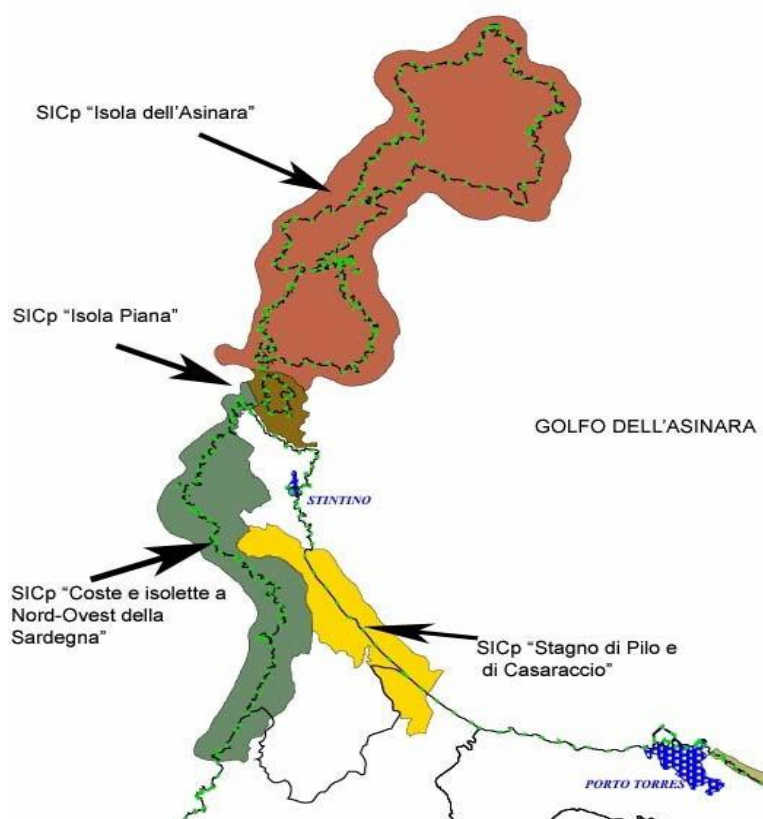 SICp “Isola dell’Asinara”
SICp “Isola Piana”
GOLFO DELL’ASINARA
STINTINO
SICp “Coste e isolette a
Nord-Ovest della
Sardegna”
SICp “Stagno di Pilo e
di Casaraccio”
PORTO TORRES